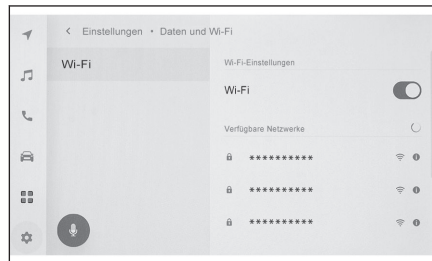 < Einstellungen • Daten und Wi-Fi
Wi-Fi
Wi-Fi-Einstellungen
Wi-Fi
Verfügbare Netzwerke
**********
**********
**********